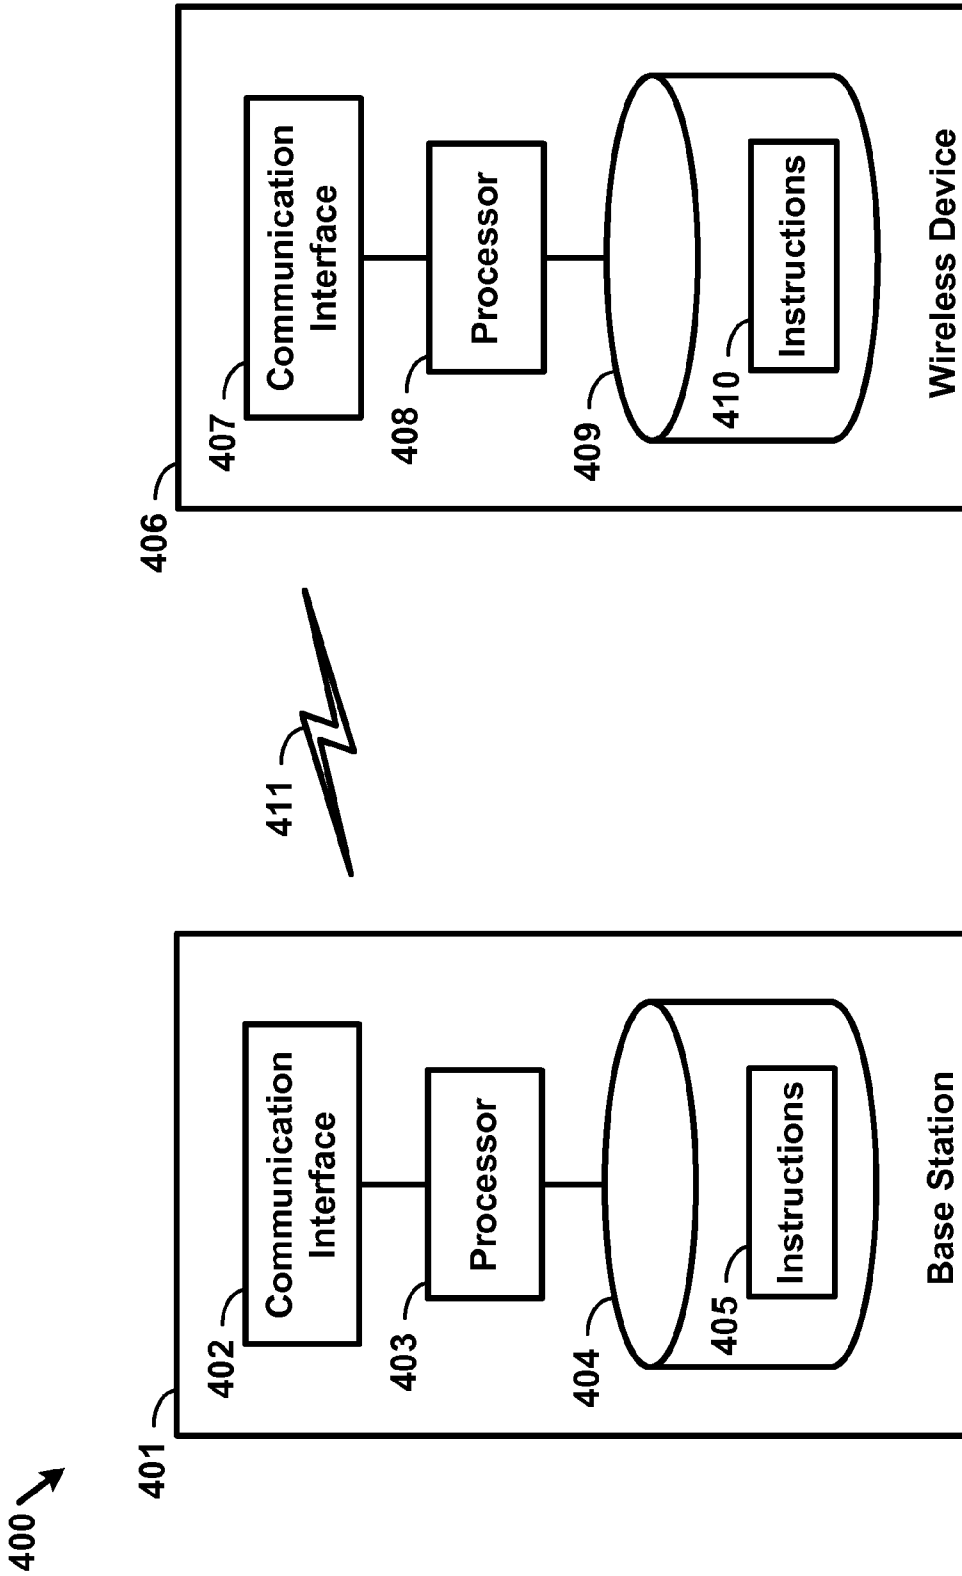 400
401
402
Communication
Interface
403
Processor
404
405
Instructions
Base Station
411
406
407
Communication
Interface
408
Processor
409
410
Instructions
Wireless Device